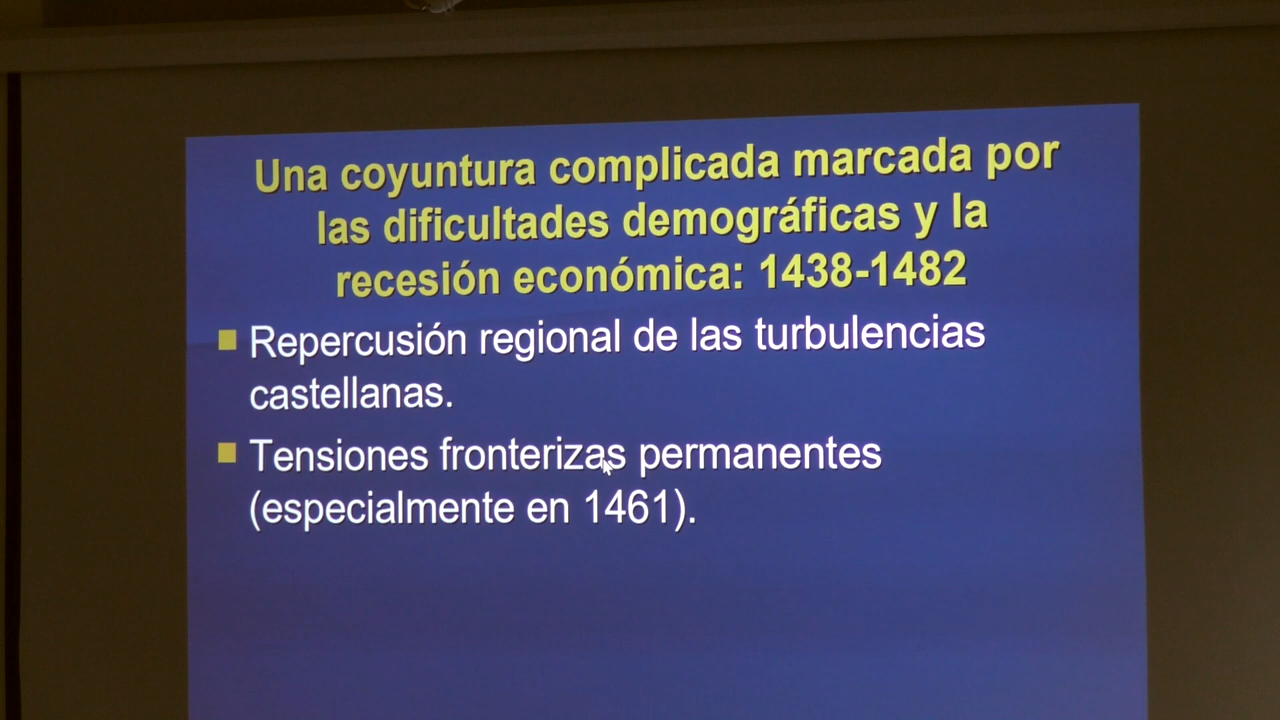 Una coyuntura complicada marcada por
las dificultades demográficas y la
recesión económica: 1438-1482
Repercusión regional de las turbulencias
castellanas.
Tensiones fronterizas permanentes
(especialmente en 1461).